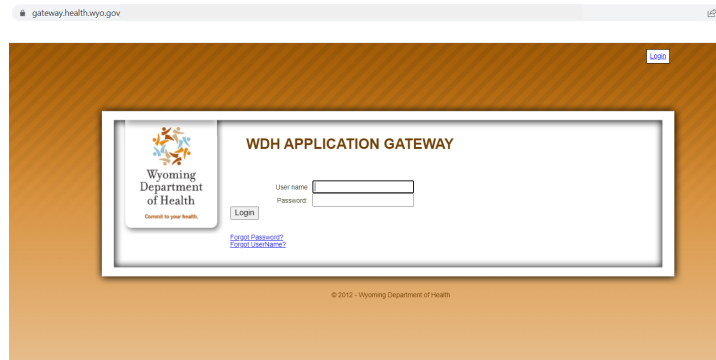 gateway.health.wyo.gov
Login
WDH APPLICATION GATEWAY
Wyoming
Department
of Health
Commit to your health.
User name
Password:
Login
Forgot Password?
Forgot UserName?
© 2012 - Wyoming Department of Health